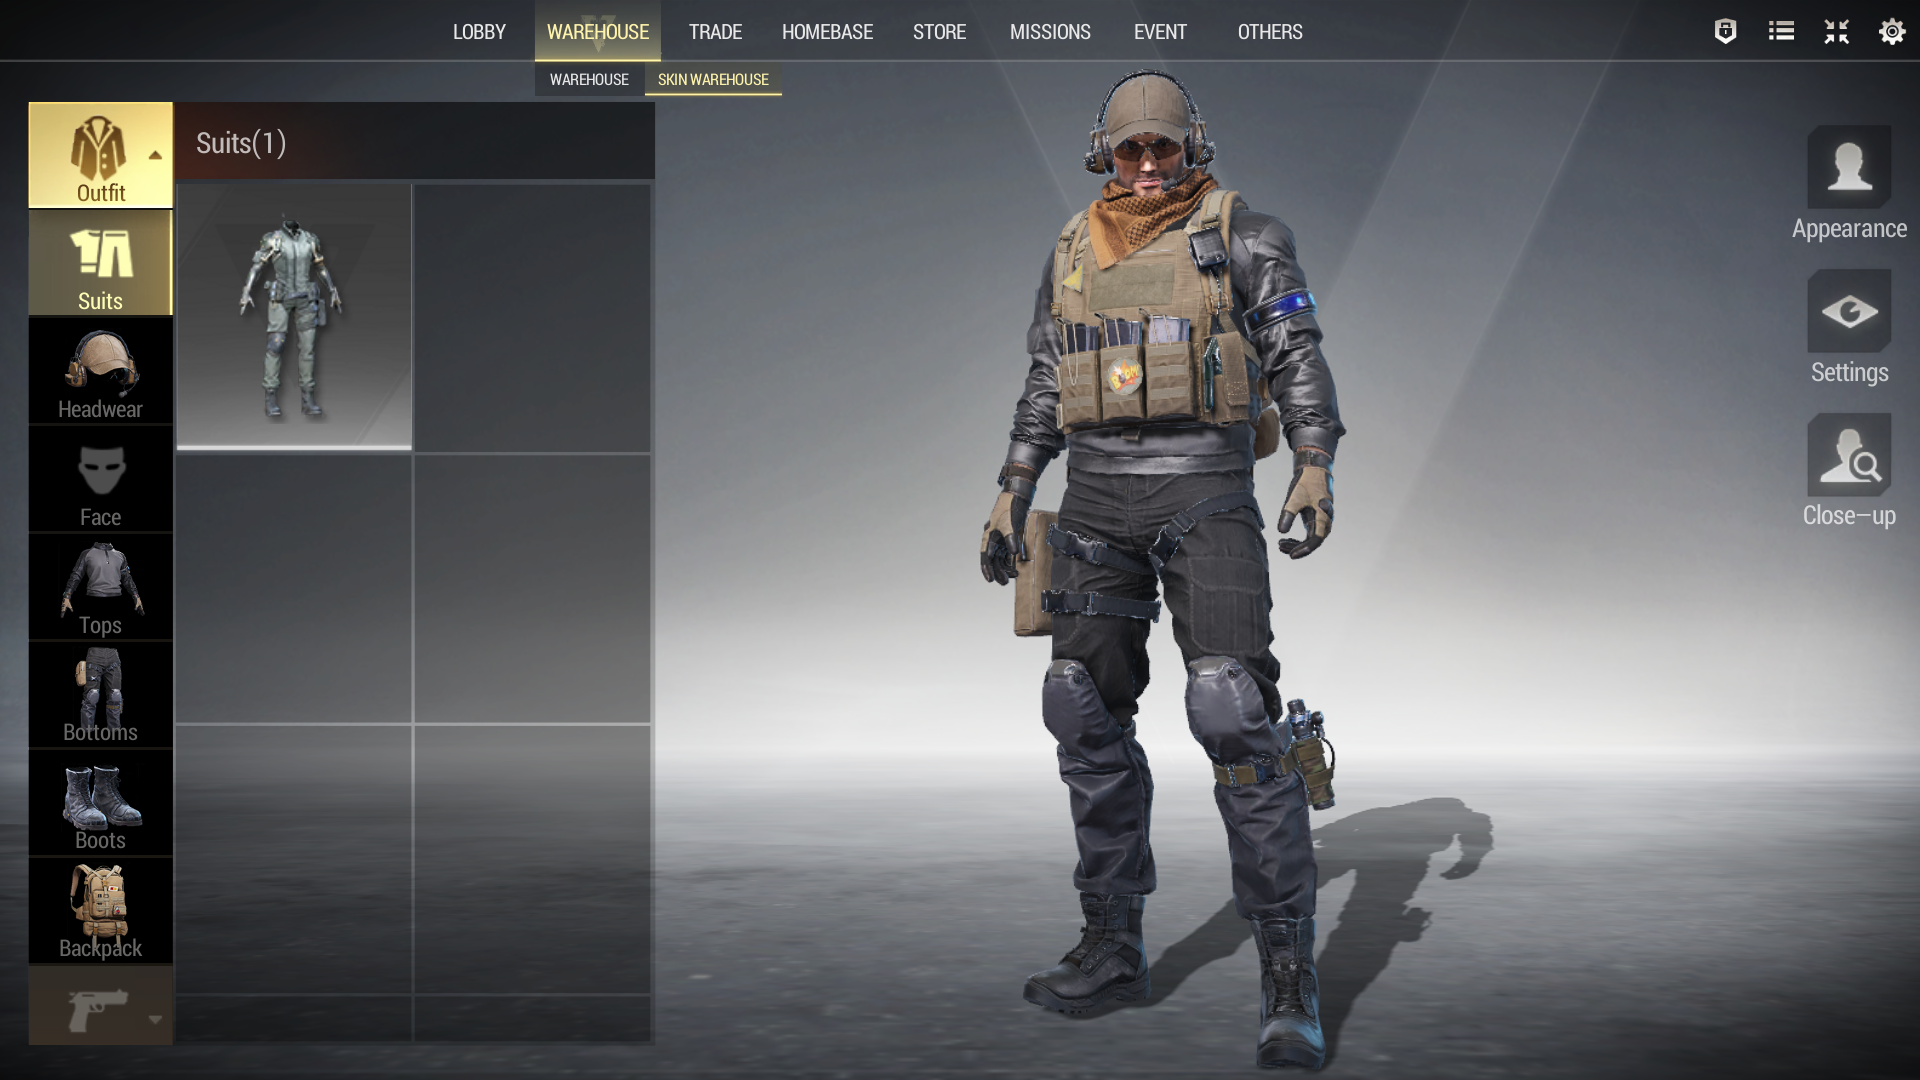 LOBBY WAREHOUSE TRADE HOMEBASE STORE MISSIONS EVENT OTHERS
WAREHOUSE SKIN WAREHOUSE
Outfit
Suits(1)
Suits
Headwear
Face
Tops
Bottoms
Boots
Backpack
BOOM!
Appearance
Settings
Close-up